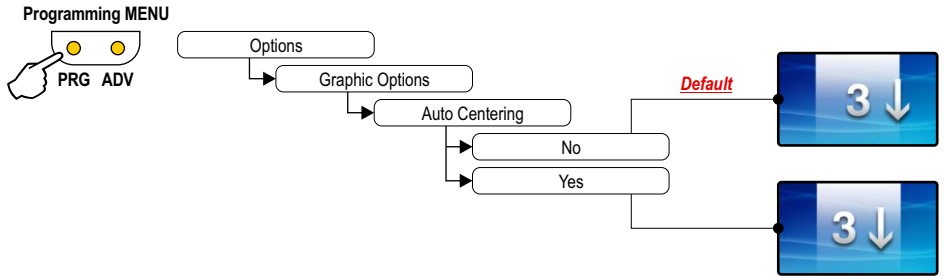 Programming MENU
PRG ADV
Options
Graphic Options
Auto Centering
No
Yes
Default
3
3